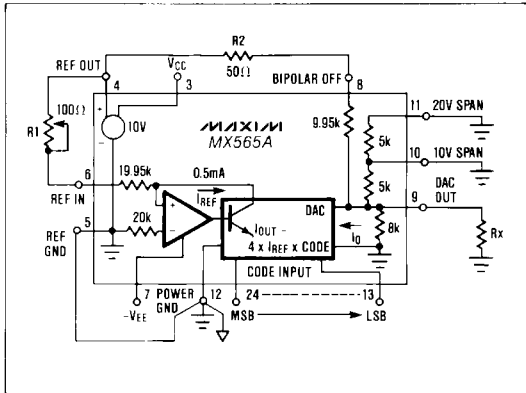 R2
50Ω
REF OUT
4
VCC
3
BIPOLAR OFF
8
100Ω
R1
+
10V
-
MAXIM
MX565A
9.95k
5k
11
20V SPAN
10
10V SPAN
5k
6
REF IN
19.95k
0.5mA
IREF
DAC
9
DAC OUT
5
REF GND
20k
+
-
IOUT -
4 x IREF x CODE
IO
8k
RX
CODE INPUT
7
-VEE
POWER GND
12
24
MSB
13
LSB